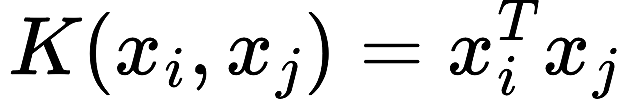 K(x_i, x_j) = x_i^T x_j